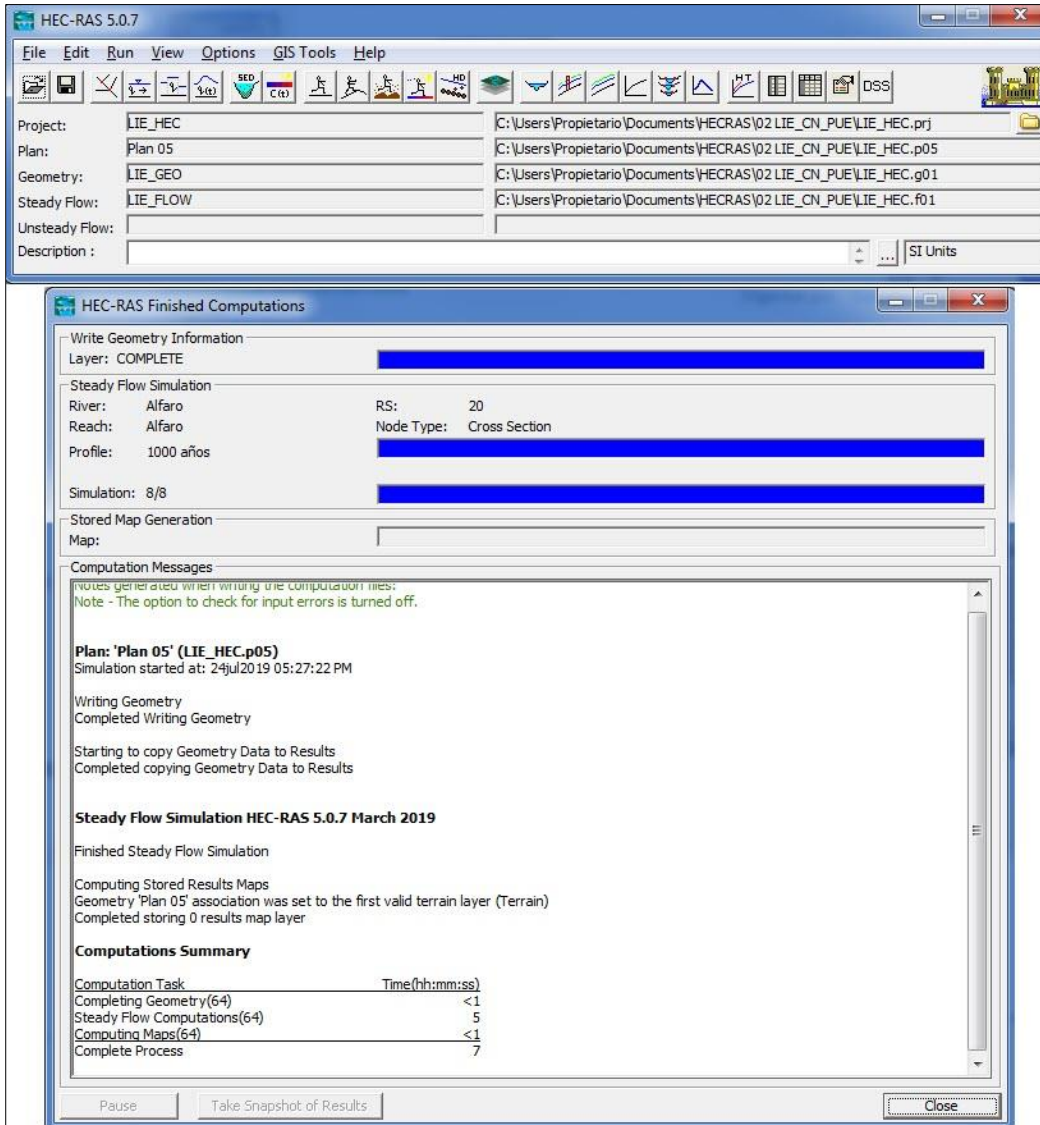 HEC-RAS 5.0.7
File Edit Run View Options GIS Tools Help
SED C(t) HD HT DSS
Project: LIE_HEC C:\Users\Propietario\Documents\HECRAS\02 LIE_CN_PUE\LIE_HEC.prj
Plan: Plan 05 C:\Users\Propietario\Documents\HECRAS\02 LIE_CN_PUE\LIE_HEC.p05
Geometry: LIE_GEO C:\Users\Propietario\Documents\HECRAS\02 LIE_CN_PUE\LIE_HEC.g01
Steady Flow: LIE_FLOW C:\Users\Propietario\Documents\HECRAS\02 LIE_CN_PUE\LIE_HEC.f01
Unsteady Flow:
Description : ... SI Units
HEC-RAS Finished Computations
Write Geometry Information
Layer: COMPLETE
Steady Flow Simulation
River: Alfaro RS: 20
Reach: Alfaro Node Type: Cross Section
Profile: 1000 años
Simulation: 8/8
Stored Map Generation
Map:
Computation Messages
Notes generated when writing the computation files:
Note - The option to check for input errors is turned off.
Plan: 'Plan 05' (LIE_HEC.p05)
Simulation started at: 24jul2019 05:27:22 PM
Writing Geometry
Completed Writing Geometry
Starting to copy Geometry Data to Results
Completed copying Geometry Data to Results
Steady Flow Simulation HEC-RAS 5.0.7 March 2019
Finished Steady Flow Simulation
Computing Stored Results Maps
Geometry 'Plan 05' association was set to the first valid terrain layer (Terrain)
Completed storing 0 results map layer
Computations Summary
Computation Task Time(hh:mm:ss)
Completing Geometry(64) <1
Steady Flow Computations(64) 5
Computing Maps(64) <1
Complete Process 7
Pause Take Snapshot of Results Close